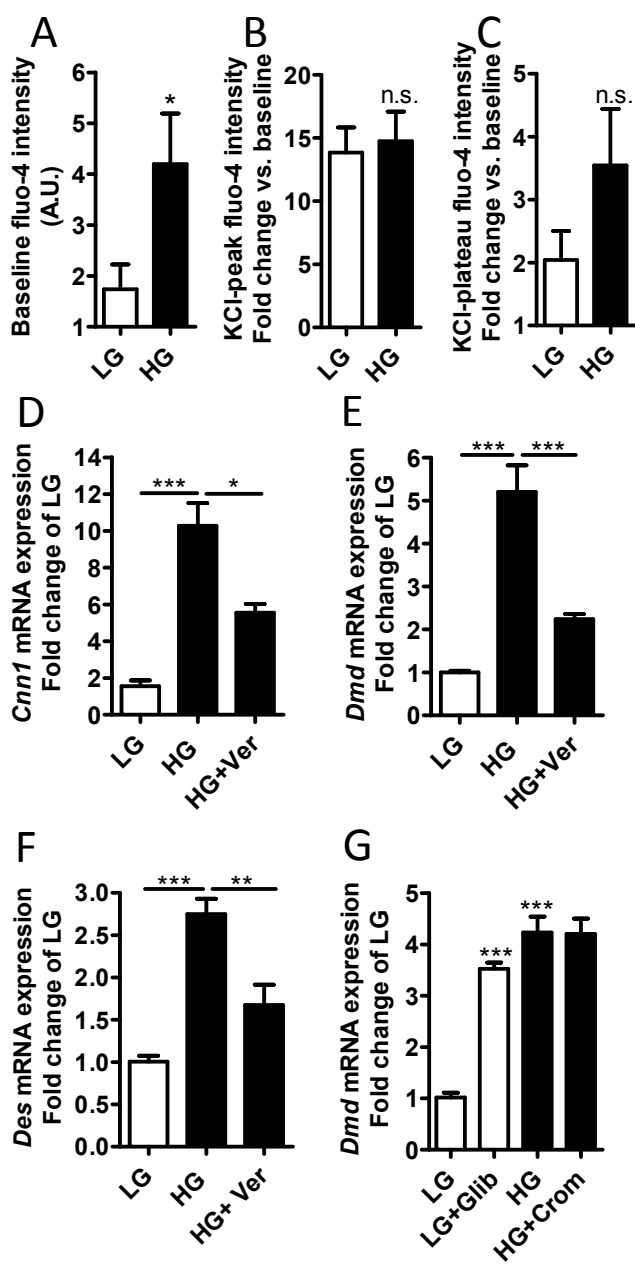 A
Baseline fluo-4 intensity
(A.U.)
6
5
4
3
2
1
*
LG
HG
B
KCl-peak fluo-4 intensity
Fold change vs. baseline
20
15
10
5
0
n.s.
LG
HG
C
KCl-plateau fluo-4 intensity
Fold change vs. baseline
5
4
3
2
1
n.s.
LG
HG
D
Cnn1 mRNA expression
Fold change of LG
14
12
10
8
6
4
2
0
*** *
LG
HG
HG+Ver
E
Dmd mRNA expression
Fold change of LG
6
5
4
3
2
1
0
*** ***
LG
HG
HG+Ver
F
Des mRNA expression
Fold change of LG
3.0
2.5
2.0
1.5
1.0
0.5
0.0
*** **
LG
HG
HG+ Ver
G
Dmd mRNA expression
Fold change of LG
5
4
3
2
1
0
***
***
LG
LG+Glib
HG
HG+Crom